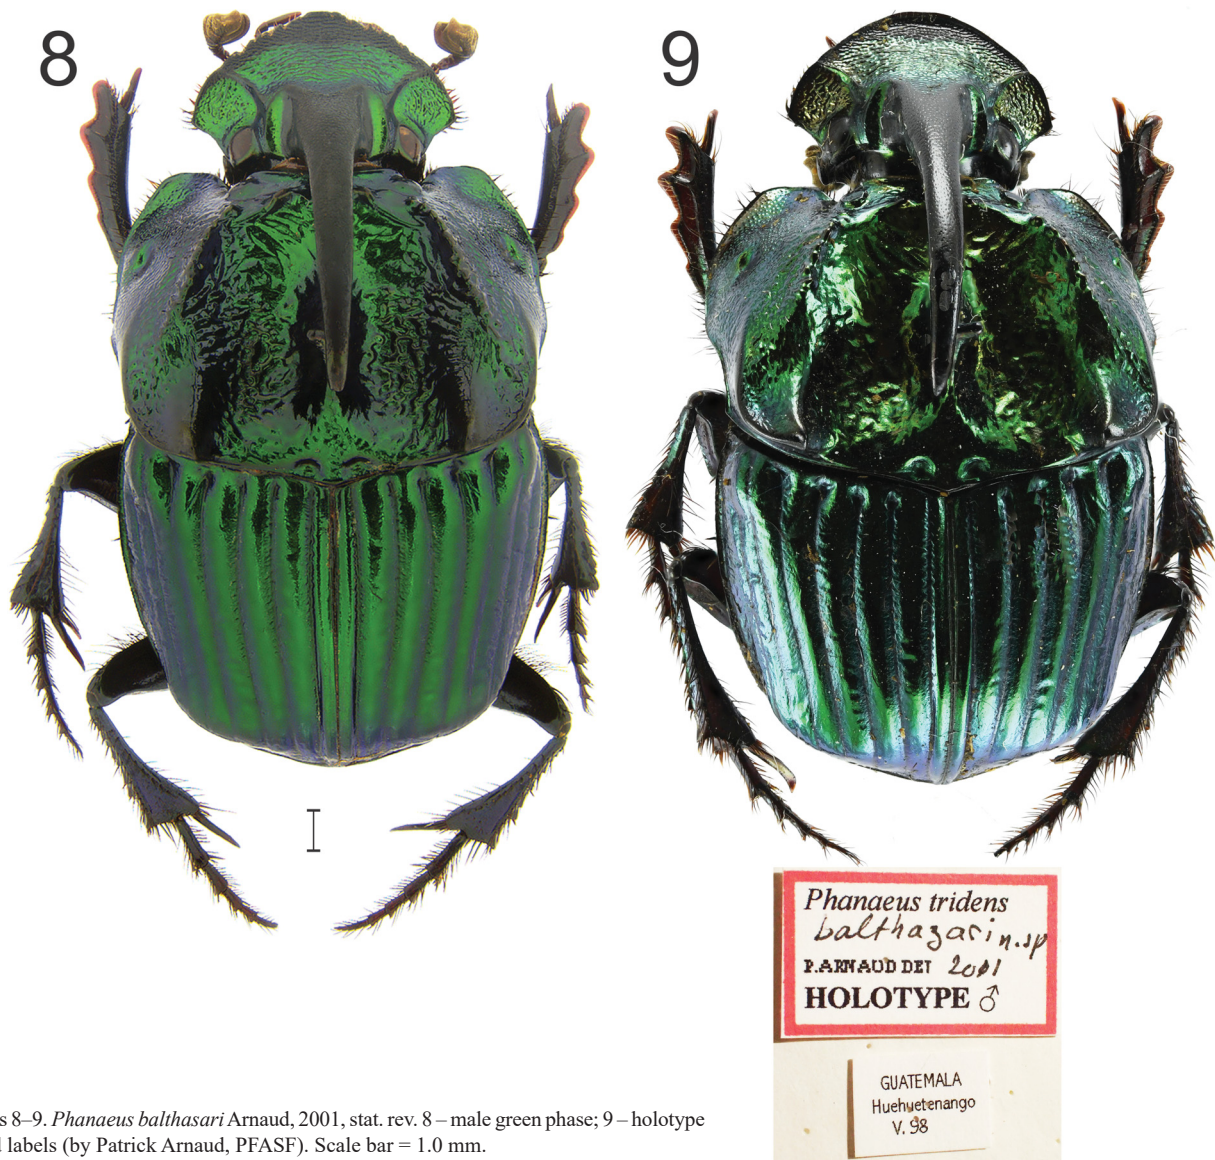 8
9
Phanaeus tridens
balthazari n.sp
P.ARNAUD DET 2001
HOLOTYPE ♂
GUATEMALA
Huehuetenango
V. 98
s 8–9. Phanaeus balthasari Arnaud, 2001, stat. rev. 8 – male green phase; 9 – holotype
l labels (by Patrick Arnaud, PFASF). Scale bar = 1.0 mm.